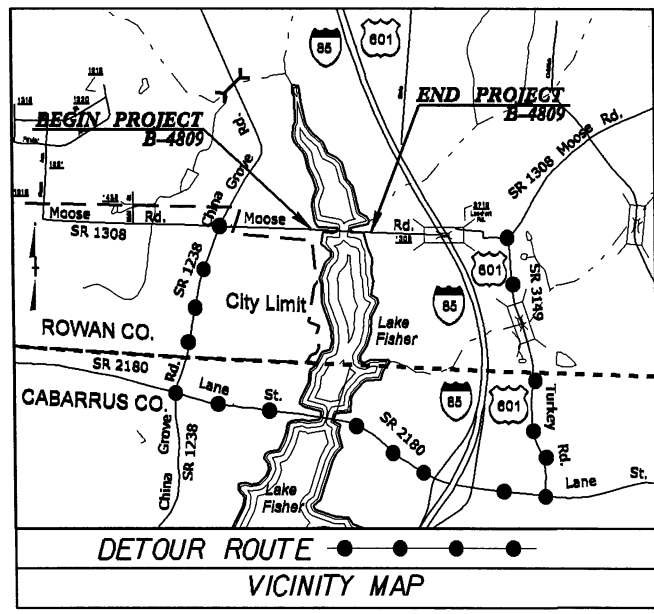 85
601
BEGIN PROJECT
B-4809
END PROJECT
B-4809
SR 1308 Moose Rd.
China Grove Rd.
Moose Rd.
SR 1308
Moose Rd.
SR 1238
City Limit
601
SR 3149
85
Lake
Fisher
ROWAN CO.
SR 2180
CABARRUS CO.
Lane St.
China Grove Rd.
SR 1238
85
601
Turkey Rd.
SR 2180
Lane St.
Lake
Fisher
DETOUR ROUTE
VICINITY MAP